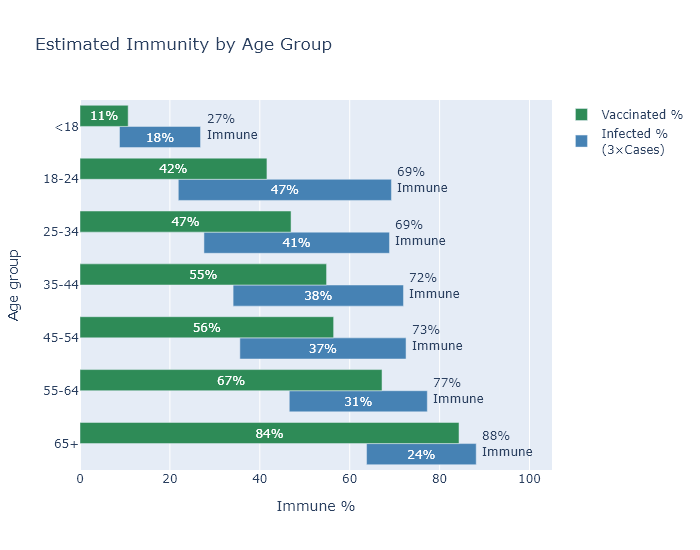 Estimated Immunity by Age Group
Vaccinated %
Infected %
(3×Cases)
Age group
<18
11%
18%
27%
Immune
18-24
42%
47%
69%
Immune
25-34
47%
41%
69%
Immune
35-44
55%
38%
72%
Immune
45-54
56%
37%
73%
Immune
55-64
67%
31%
77%
Immune
65+
84%
24%
88%
Immune
0 20 40 60 80 100
Immune %